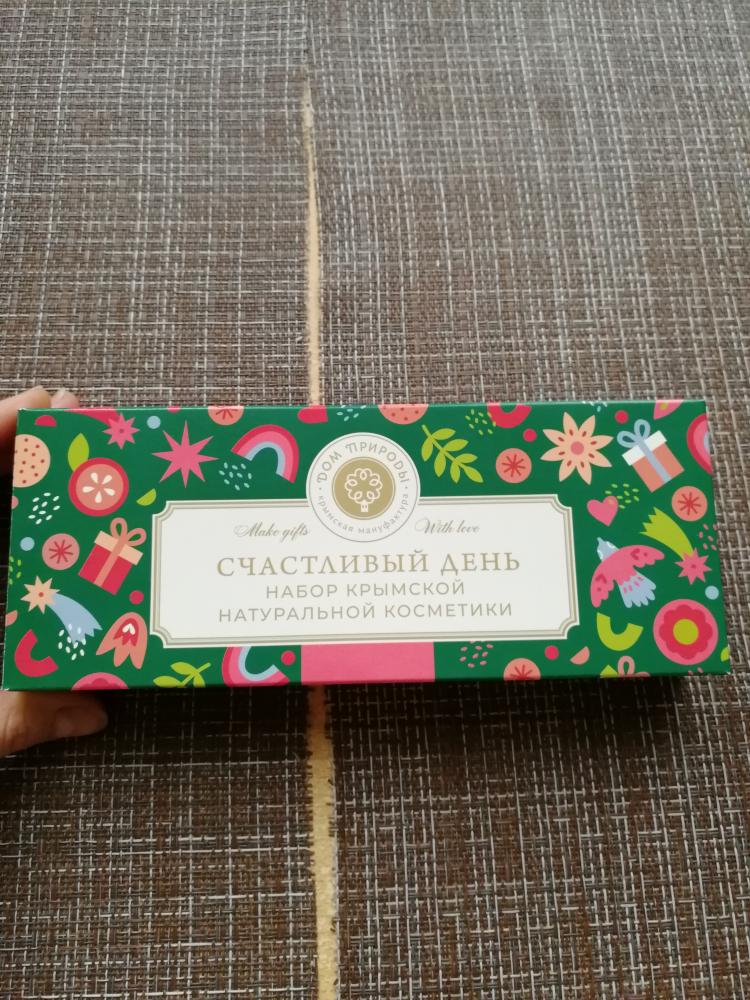 ДОМ ПРИРОДЫ
крымская мануфактура
Make gifts With love
СЧАСТЛИВЫЙ ДЕНЬ
НАБОР КРЫМСКОЙ
НАТУРАЛЬНОЙ КОСМЕТИКИ